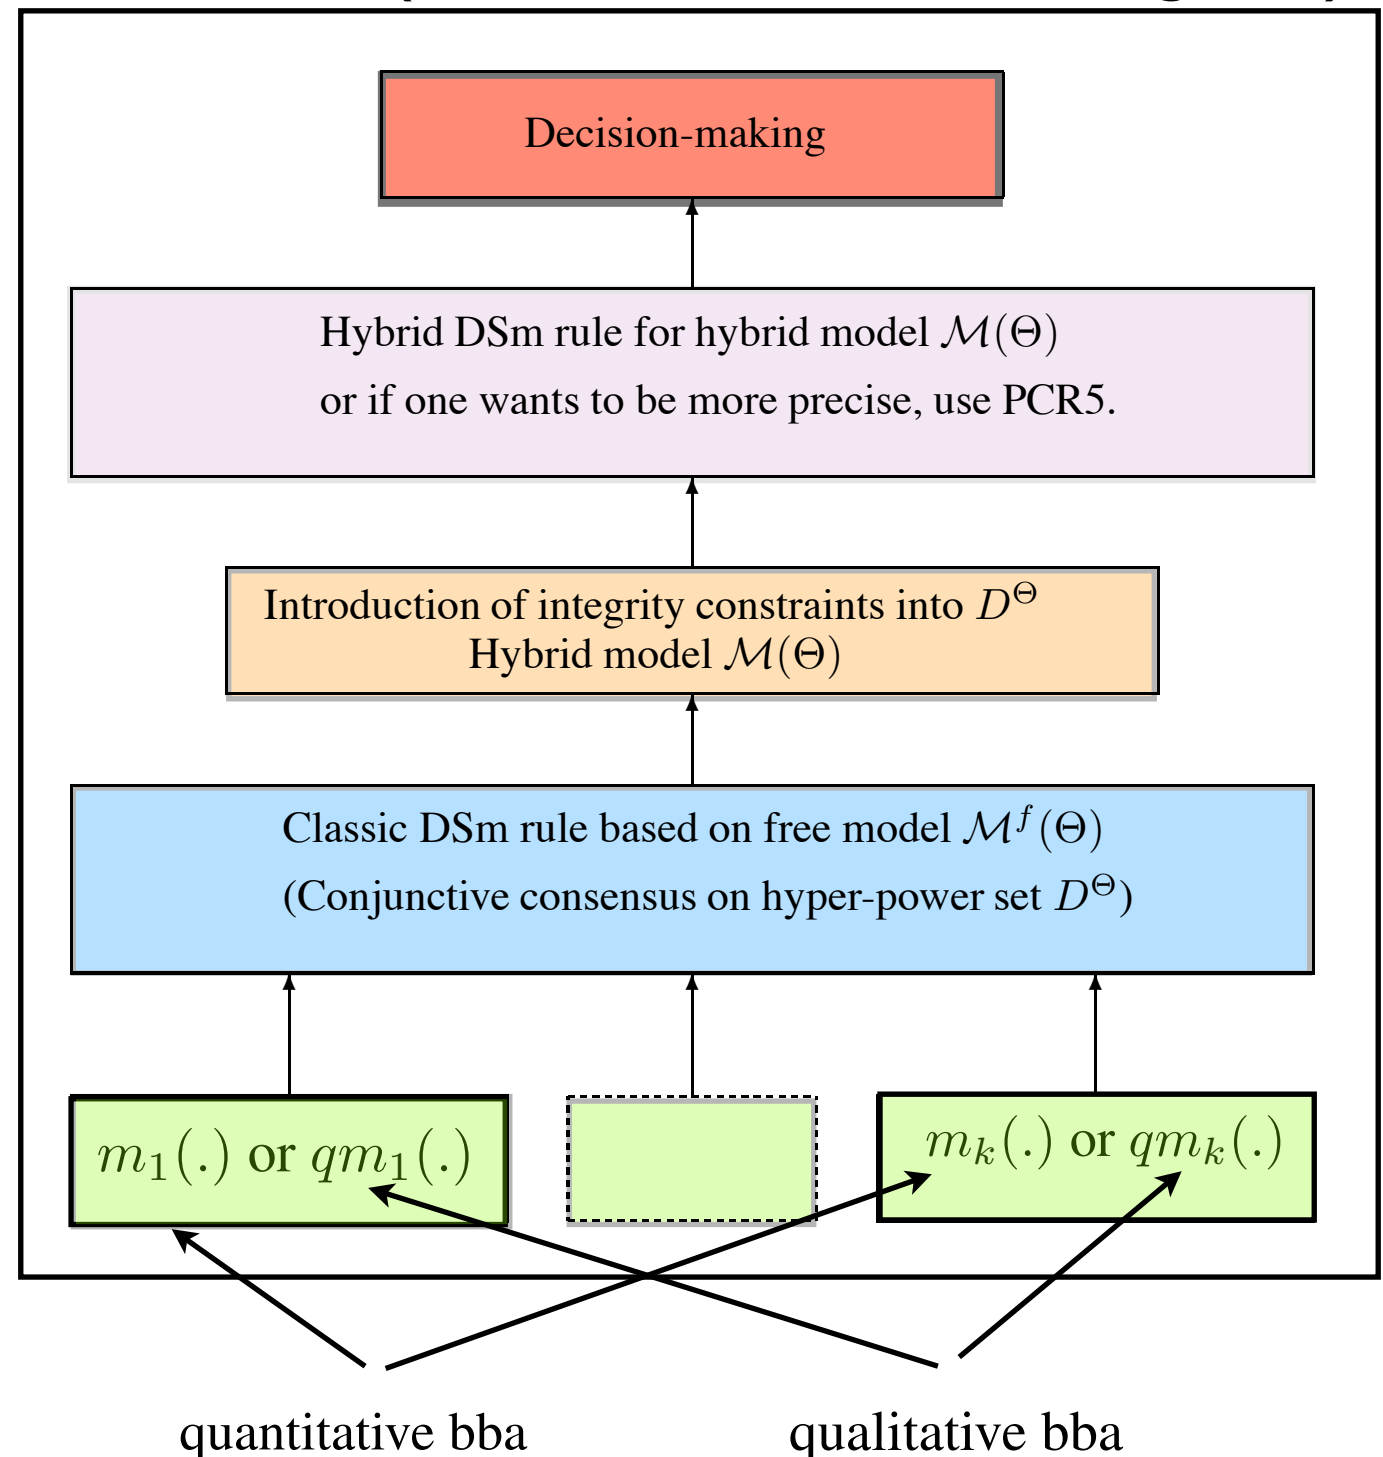 Decision-making
Hybrid DSm rule for hybrid model ℳ(Θ)
or if one wants to be more precise, use PCR5.
Introduction of integrity constraints into D^Θ
Hybrid model ℳ(Θ)
Classic DSm rule based on free model ℳ^f(Θ)
(Conjunctive consensus on hyper-power set D^Θ)
m₁(.) or qm₁(.)
mₖ(.) or qmₖ(.)
quantitative bba
qualitative bba